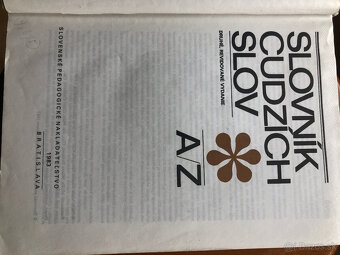 SLOVNÍK
CUDZÍCH
SLOV
DRUHÉ, REVIDOVANÉ VYDANIE
A/Z
SLOVENSKÉ PEDAGOGICKÉ NAKLADATEĽSTVO
1983
BRATISLAVA